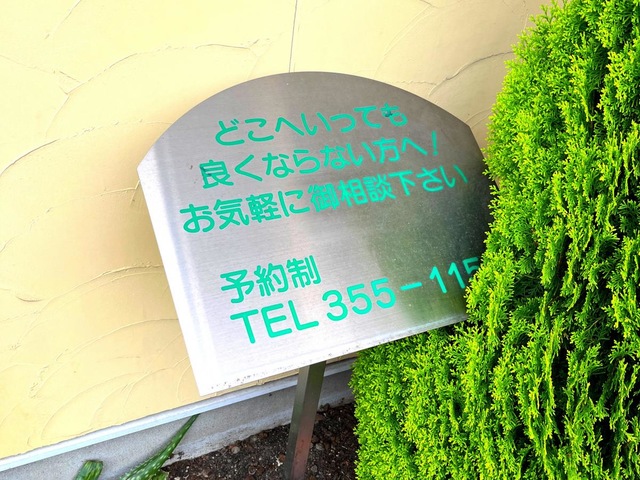 どこへいっても
良くならない方へ!
お気軽に御相談下さい
予約制
TEL 355-115